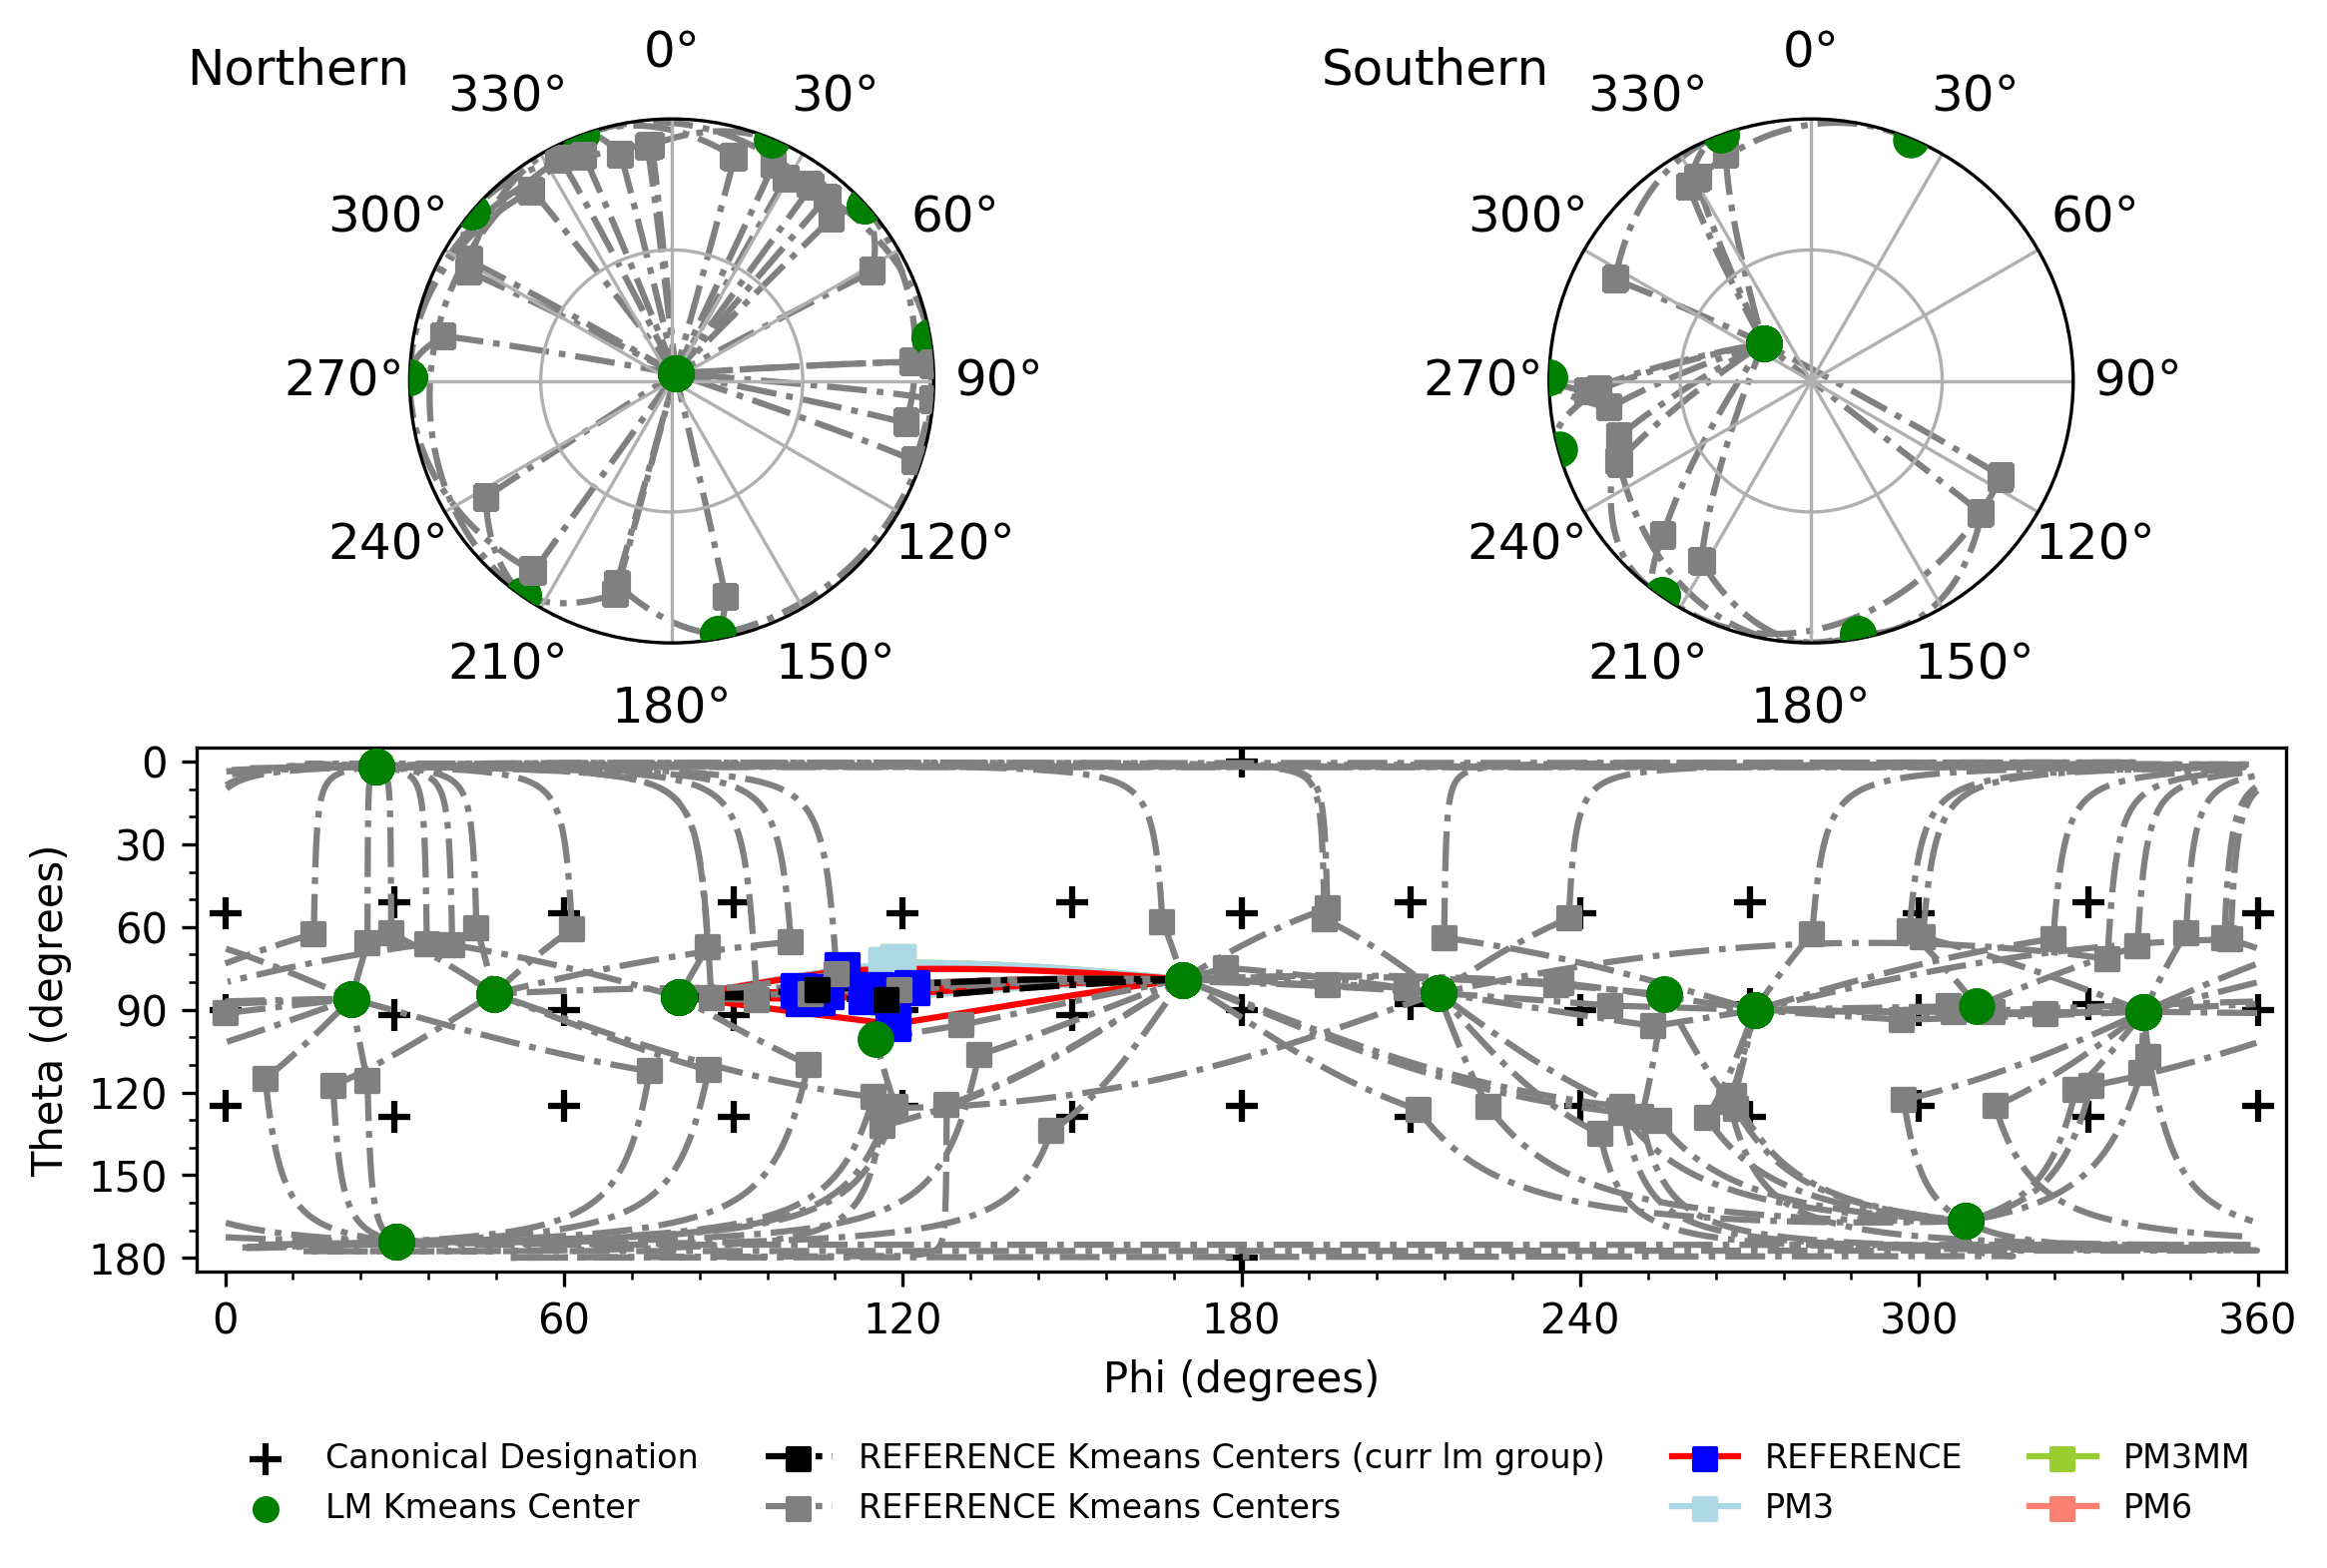 Northern
0°
30°
60°
90°
120°
150°
180°
210°
240°
270°
300°
330°
Southern
0°
30°
60°
90°
120°
150°
180°
210°
240°
270°
300°
330°
Theta (degrees)
0
30
60
90
120
150
180
0 60 120 180 240 300 360
Phi (degrees)
Canonical Designation
LM Kmeans Center
REFERENCE Kmeans Centers (curr lm group)
REFERENCE Kmeans Centers
REFERENCE
PM3
PM3MM
PM6